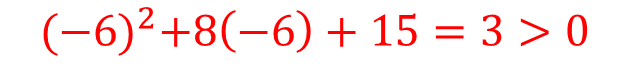 (−6)²+8(−6) + 15 = 3 > 0